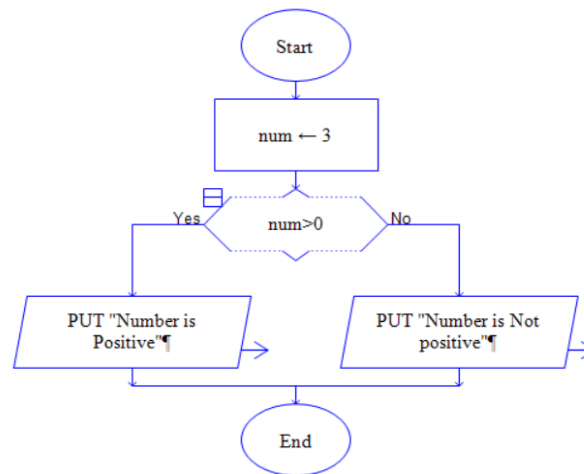 Start
num ← 3
Yes
num>0
No
PUT "Number is
Positive"¶
PUT "Number is Not
positive"¶
End